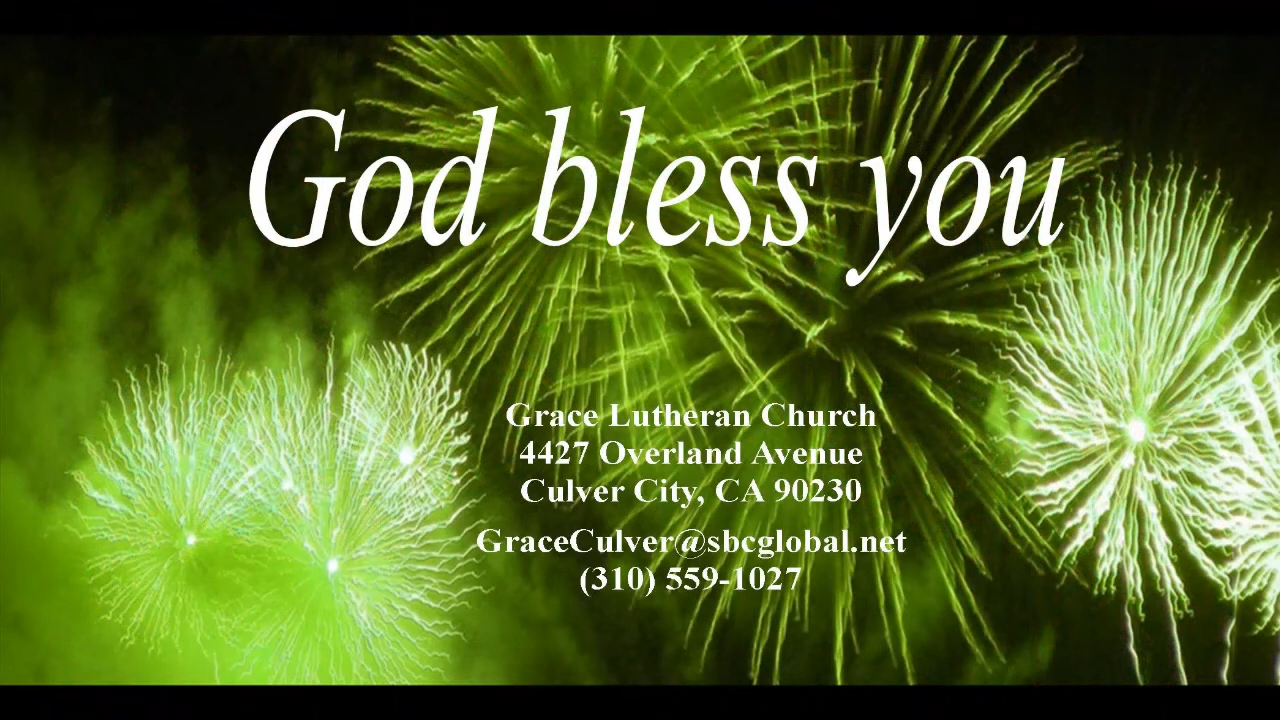 God bless you
Grace Lutheran Church
4427 Overland Avenue
Culver City, CA 90230
GraceCulver@sbcglobal.net
(310) 559-1027